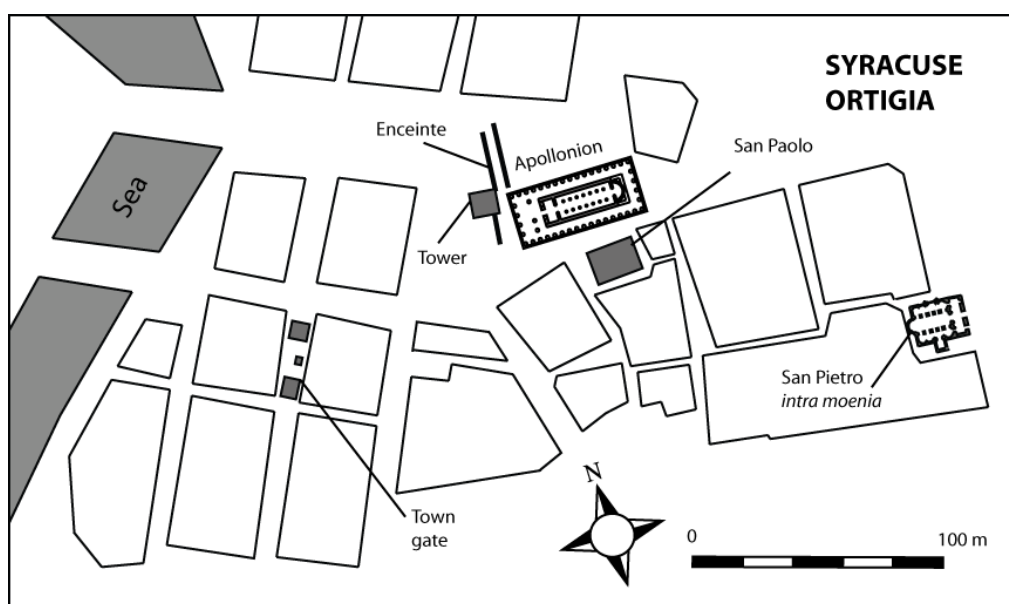 SYRACUSE
ORTIGIA
Enceinte
Apollonion
San Paolo
Sea
Tower
San Pietro
intra moenia
Town
gate
N
0
100 m